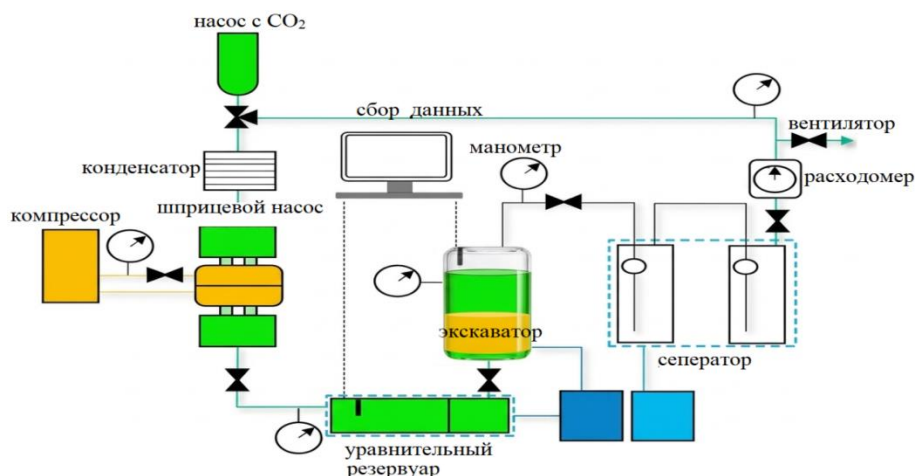 насос с CO₂
сбор данных
вентилятор
манометр
конденсатор
расходомер
шприцевой насос
компрессор
экскаватор
сеператор
уравнительный
резервуар